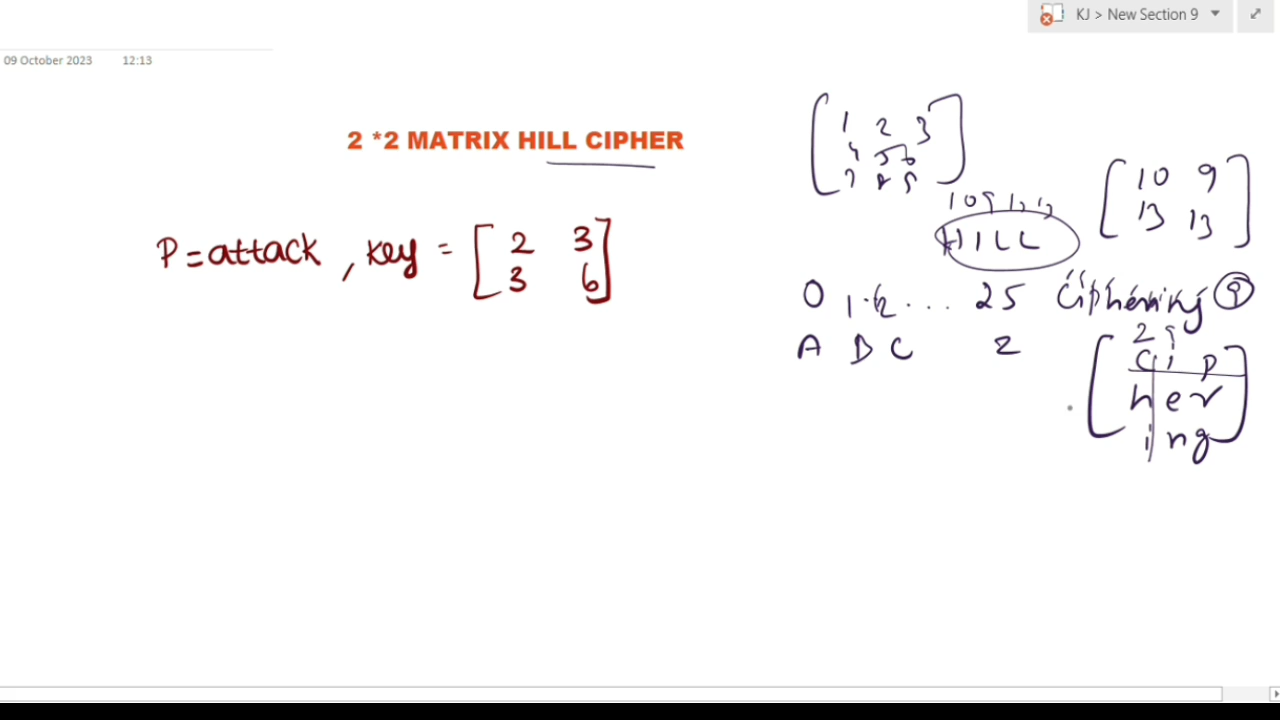 KJ > New Section 9
09 October 2023 12:13
2 *2 MATRIX HILL CIPHER
P = attack , key = [ 2 3
3 6 ]
1 2 3
4 5 6
7 8 9
10 9
13 13
HILL
0 1 2 ... 25
A B C Z
9
2
C i p
h e r
i n g